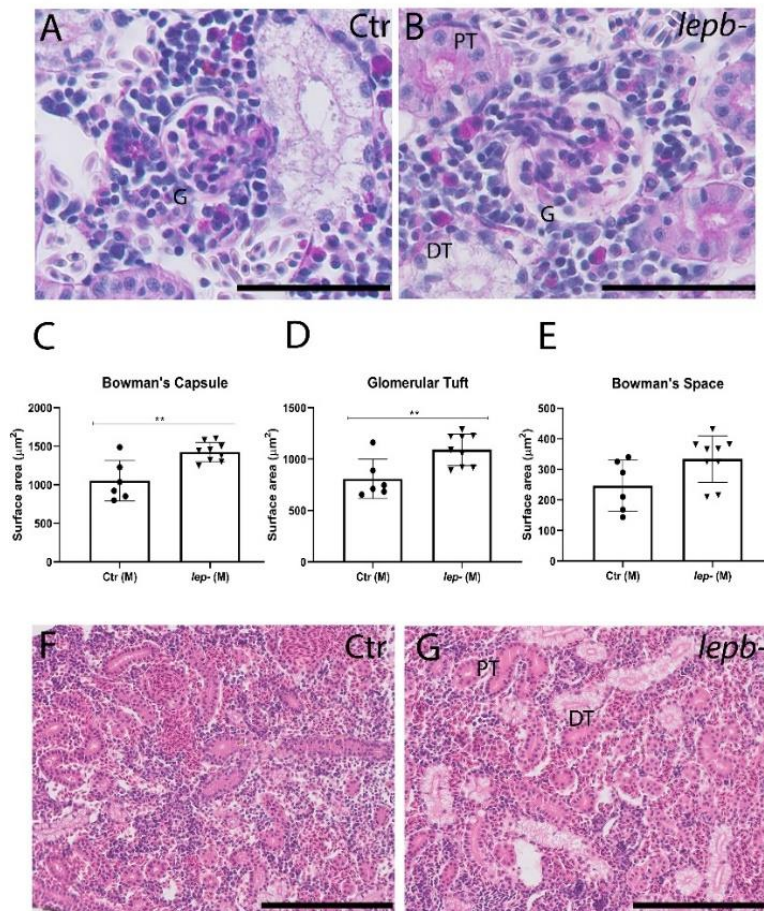 A
Ctr
B
lepb-
PT
G
G
DT
C
D
E
Bowman's Capsule
Glomerular Tuft
Bowman's Space
Surface area (μm²)
2000
1500
1000
500
0
**
Ctr (M)
lep- (M)
Surface area (μm²)
1500
1000
500
0
**
Ctr (M)
lep- (M)
Surface area (μm²)
500
400
300
200
100
0
Ctr (M)
lep- (M)
F
Ctr
G
lepb-
PT
DT